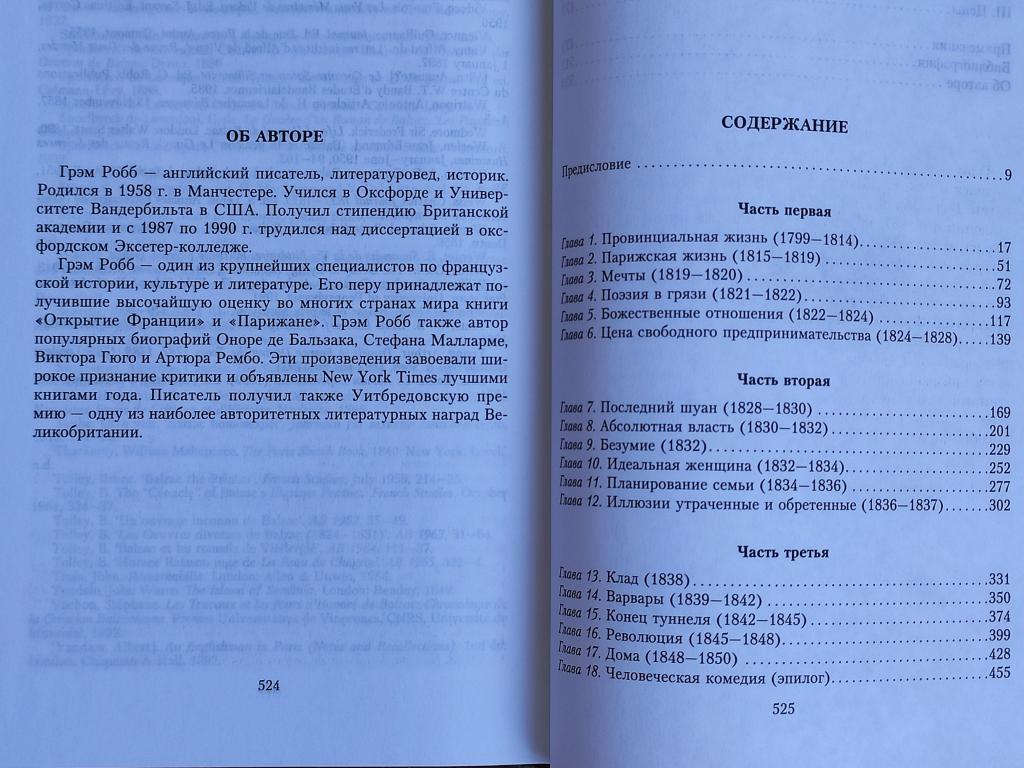 ОБ АВТОРЕ
Грэм Робб — английский писатель, литературовед, историк.
Родился в 1958 г. в Манчестере. Учился в Оксфорде и Универ-
ситете Вандербильта в США. Получил стипендию Британской
академии и с 1987 по 1990 г. трудился над диссертацией в окс-
фордском Эксетер-колледже.
Грэм Робб — один из крупнейших специалистов по француз-
ской истории, культуре и литературе. Его перу принадлежат по-
лучившие высочайшую оценку во многих странах мира книги
«Открытие Франции» и «Парижане». Грэм Робб также автор
популярных биографий Оноре де Бальзака, Стефана Малларме,
Виктора Гюго и Артюра Рембо. Эти произведения завоевали ши-
рокое признание критики и объявлены New York Times лучшими
книгами года. Писатель получил также Уитбредовскую пре-
мию — одну из наиболее авторитетных литературных наград Ве-
ликобритании.
524
СОДЕРЖАНИЕ
Предисловие 9
Часть первая
Глава 1. Провинциальная жизнь (1799—1814) 17
Глава 2. Парижская жизнь (1815—1819) 51
Глава 3. Мечты (1819—1820) 72
Глава 4. Поэзия в грязи (1821—1822) 93
Глава 5. Божественные отношения (1822—1824) 117
Глава 6. Цена свободного предпринимательства (1824—1828) 139
Часть вторая
Глава 7. Последний шуан (1828—1830) 169
Глава 8. Абсолютная власть (1830—1832) 201
Глава 9. Безумие (1832) 229
Глава 10. Идеальная женщина (1832—1834) 252
Глава 11. Планирование семьи (1834—1836) 277
Глава 12. Иллюзии утраченные и обретенные (1836—1837) 302
Часть третья
Глава 13. Клад (1838) 331
Глава 14. Варвары (1839—1842) 350
Глава 15. Конец туннеля (1842—1845) 374
Глава 16. Революция (1845—1848) 399
Глава 17. Дома (1848—1850) 428
Глава 18. Человеческая комедия (эпилог) 455
525